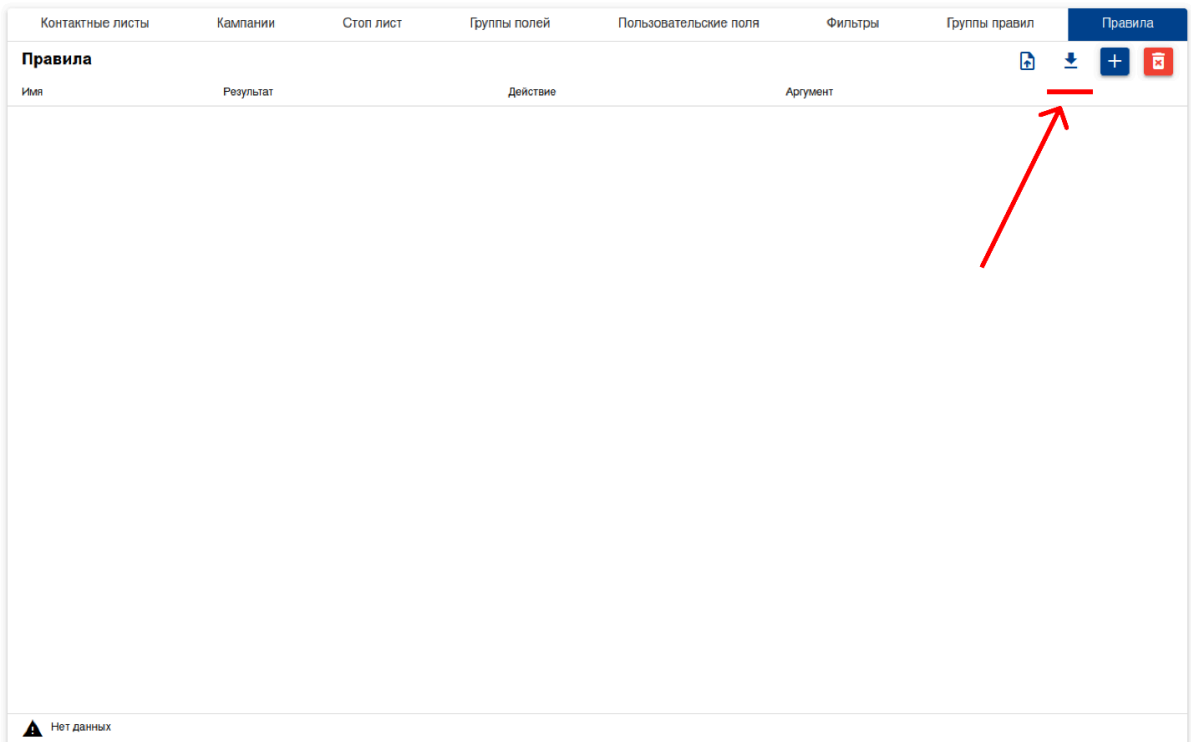 Контактные листы Кампании Стоп лист Группы полей Пользовательские поля Фильтры Группы правил Правила
Правила
Имя Результат Действие Аргумент
Нет данных